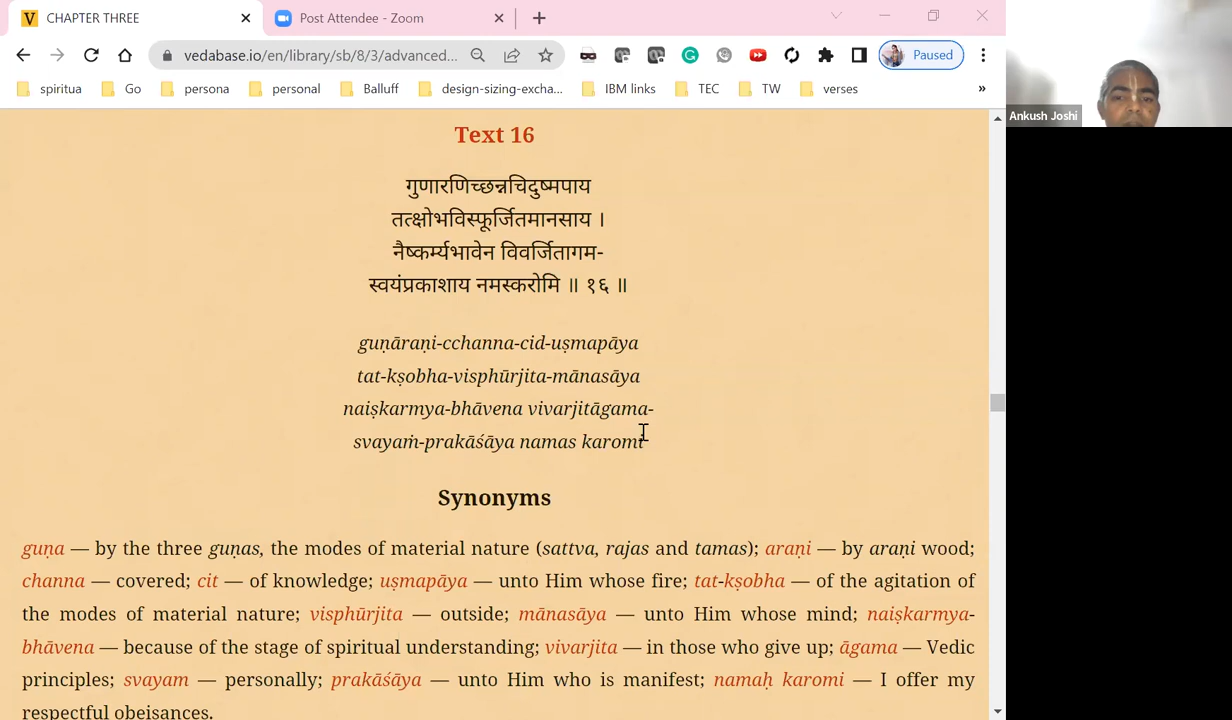 CHAPTER THREE
Post Attendee - Zoom
vedabase.io/en/library/sb/8/3/advanced...
Paused
spiritua
Go
persona
personal
Balluff
design-sizing-excha...
IBM links
TEC
TW
verses
»
Ankush Joshi
Text 16
गुणारणिच्छन्नचिदुष्मपाय
तत्क्षोभविस्फूर्जितमानसाय ।
नैष्कर्म्यभावेन विवर्जितागम-
स्वयंप्रकाशाय नमस्करोमि ॥ १६ ॥
guṇāraṇi-cchanna-cid-uṣmapāya
tat-kṣobha-visphūrjita-mānasāya
naiṣkarmya-bhāvena vivarjitāgama-
svayaṁ-prakāśāya namas karomi
Synonyms
guṇa — by the three guṇas, the modes of material nature (sattva, rajas and tamas); araṇi — by araṇi wood;
channa — covered; cit — of knowledge; uṣmapāya — unto Him whose fire; tat-kṣobha — of the agitation of
the modes of material nature; visphūrjita — outside; mānasāya — unto Him whose mind; naiṣkarmya-
bhāvena — because of the stage of spiritual understanding; vivarjita — in those who give up; āgama — Vedic
principles; svayam — personally; prakāśāya — unto Him who is manifest; namaḥ karomi — I offer my
respectful obeisances.